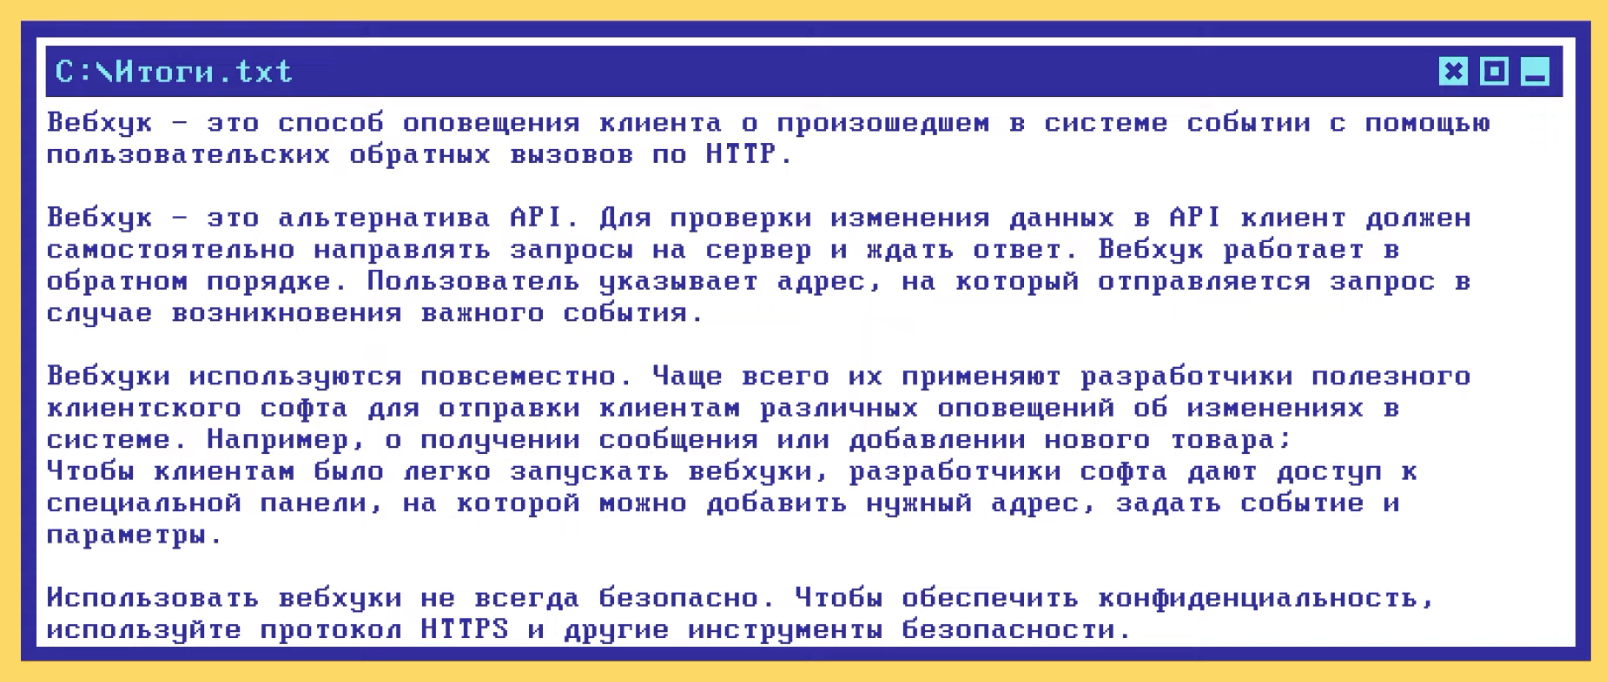 C:\Итоги.txt
Вебхук – это способ оповещения клиента о произошедшем в системе событии с помощью
пользовательских обратных вызовов по HTTP.
Вебхук – это альтернатива API. Для проверки изменения данных в API клиент должен
самостоятельно направлять запросы на сервер и ждать ответ. Вебхук работает в
обратном порядке. Пользователь указывает адрес, на который отправляется запрос в
случае возникновения важного события.
Вебхуки используются повсеместно. Чаще всего их применяют разработчики полезного
клиентского софта для отправки клиентам различных оповещений об изменениях в
системе. Например, о получении сообщения или добавлении нового товара;
Чтобы клиентам было легко запускать вебхуки, разработчики софта дают доступ к
специальной панели, на которой можно добавить нужный адрес, задать событие и
параметры.
Использовать вебхуки не всегда безопасно. Чтобы обеспечить конфиденциальность,
используйте протокол HTTPS и другие инструменты безопасности.